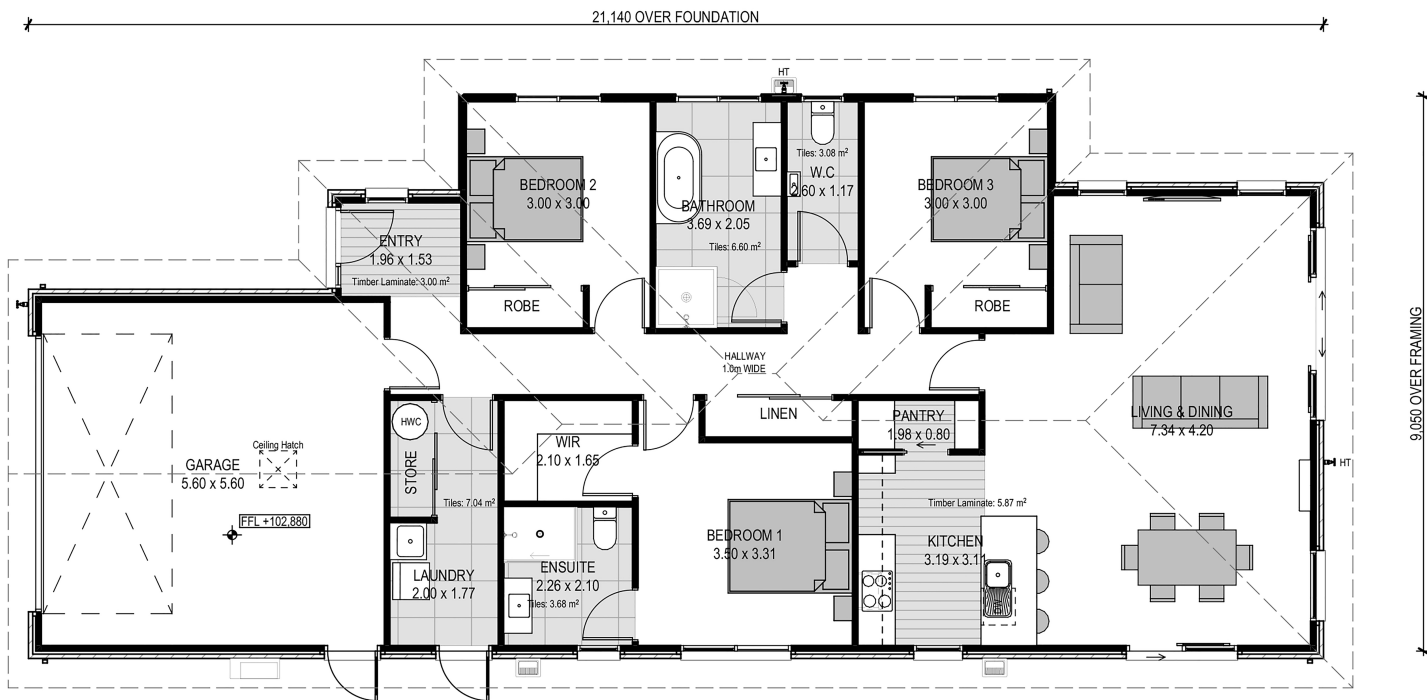 21,140 OVER FOUNDATION
HT
BEDROOM 2
3.00 x 3.00
BATHROOM
3.69 x 2.05
Tiles: 6.60 m²
Tiles: 3.08 m²
W.C
2.60 x 1.17
BEDROOM 3
3.00 x 3.00
ENTRY
1.96 x 1.53
Timber Laminate: 3.00 m²
ROBE
ROBE
HALLWAY
1.0m WIDE
9,050 OVER FRAMING
HWC
STORE
Ceiling Hatch
GARAGE
5.60 x 5.60
FFL +102,880
Tiles: 7.04 m²
LAUNDRY
2.00 x 1.77
WIR
2.10 x 1.65
ENSUITE
2.26 x 2.10
Tiles: 3.68 m²
LINEN
BEDROOM 1
3.50 x 3.31
PANTRY
1.98 x 0.80
Timber Laminate: 5.87 m²
KITCHEN
3.19 x 3.11
LIVING & DINING
7.34 x 4.20
HT